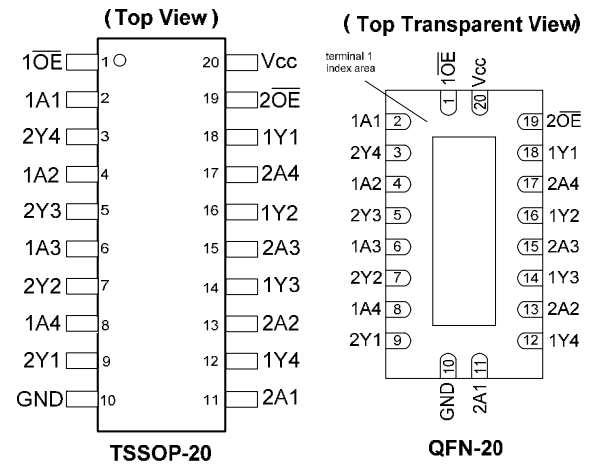 (Top View)
1O̅E̅ 1 20 Vcc
1A1 2 19 2O̅E̅
2Y4 3 18 1Y1
1A2 4 17 2A4
2Y3 5 16 1Y2
1A3 6 15 2A3
2Y2 7 14 1Y3
1A4 8 13 2A2
2Y1 9 12 1Y4
GND 10 11 2A1
TSSOP-20
(Top Transparent View)
terminal 1
index area
1O̅E̅ Vcc
1 20
1A1 2 19 2O̅E̅
2Y4 3 18 1Y1
1A2 4 17 2A4
2Y3 5 16 1Y2
1A3 6 15 2A3
2Y2 7 14 1Y3
1A4 8 13 2A2
2Y1 9 12 1Y4
10 11
GND 2A1
QFN-20